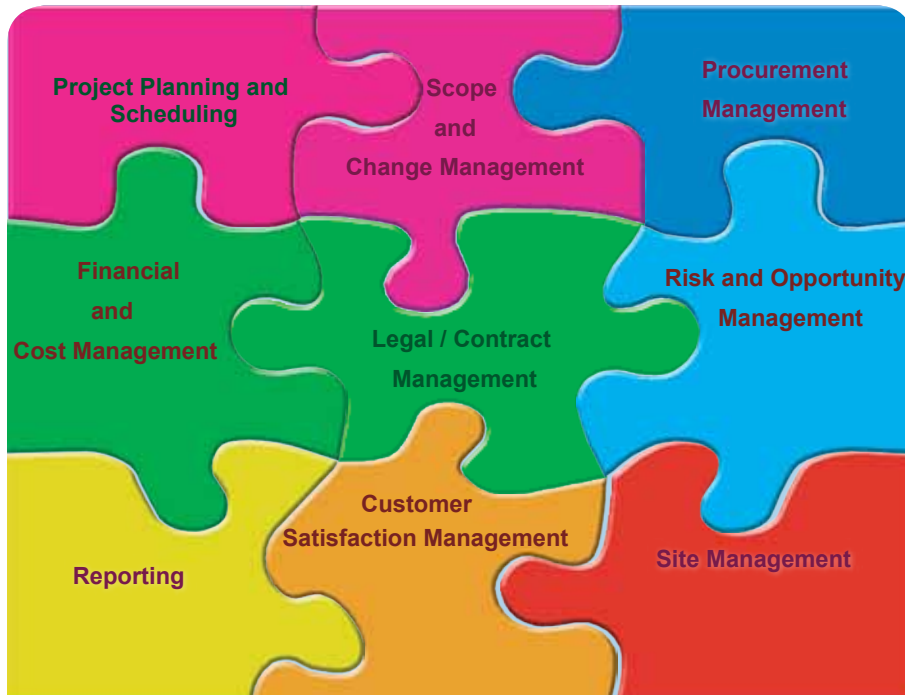 Project Planning and
Scheduling
Scope
and
Change Management
Procurement
Management
Financial
and
Cost Management
Legal / Contract
Management
Risk and Opportunity
Management
Reporting
Customer
Satisfaction Management
Site Management